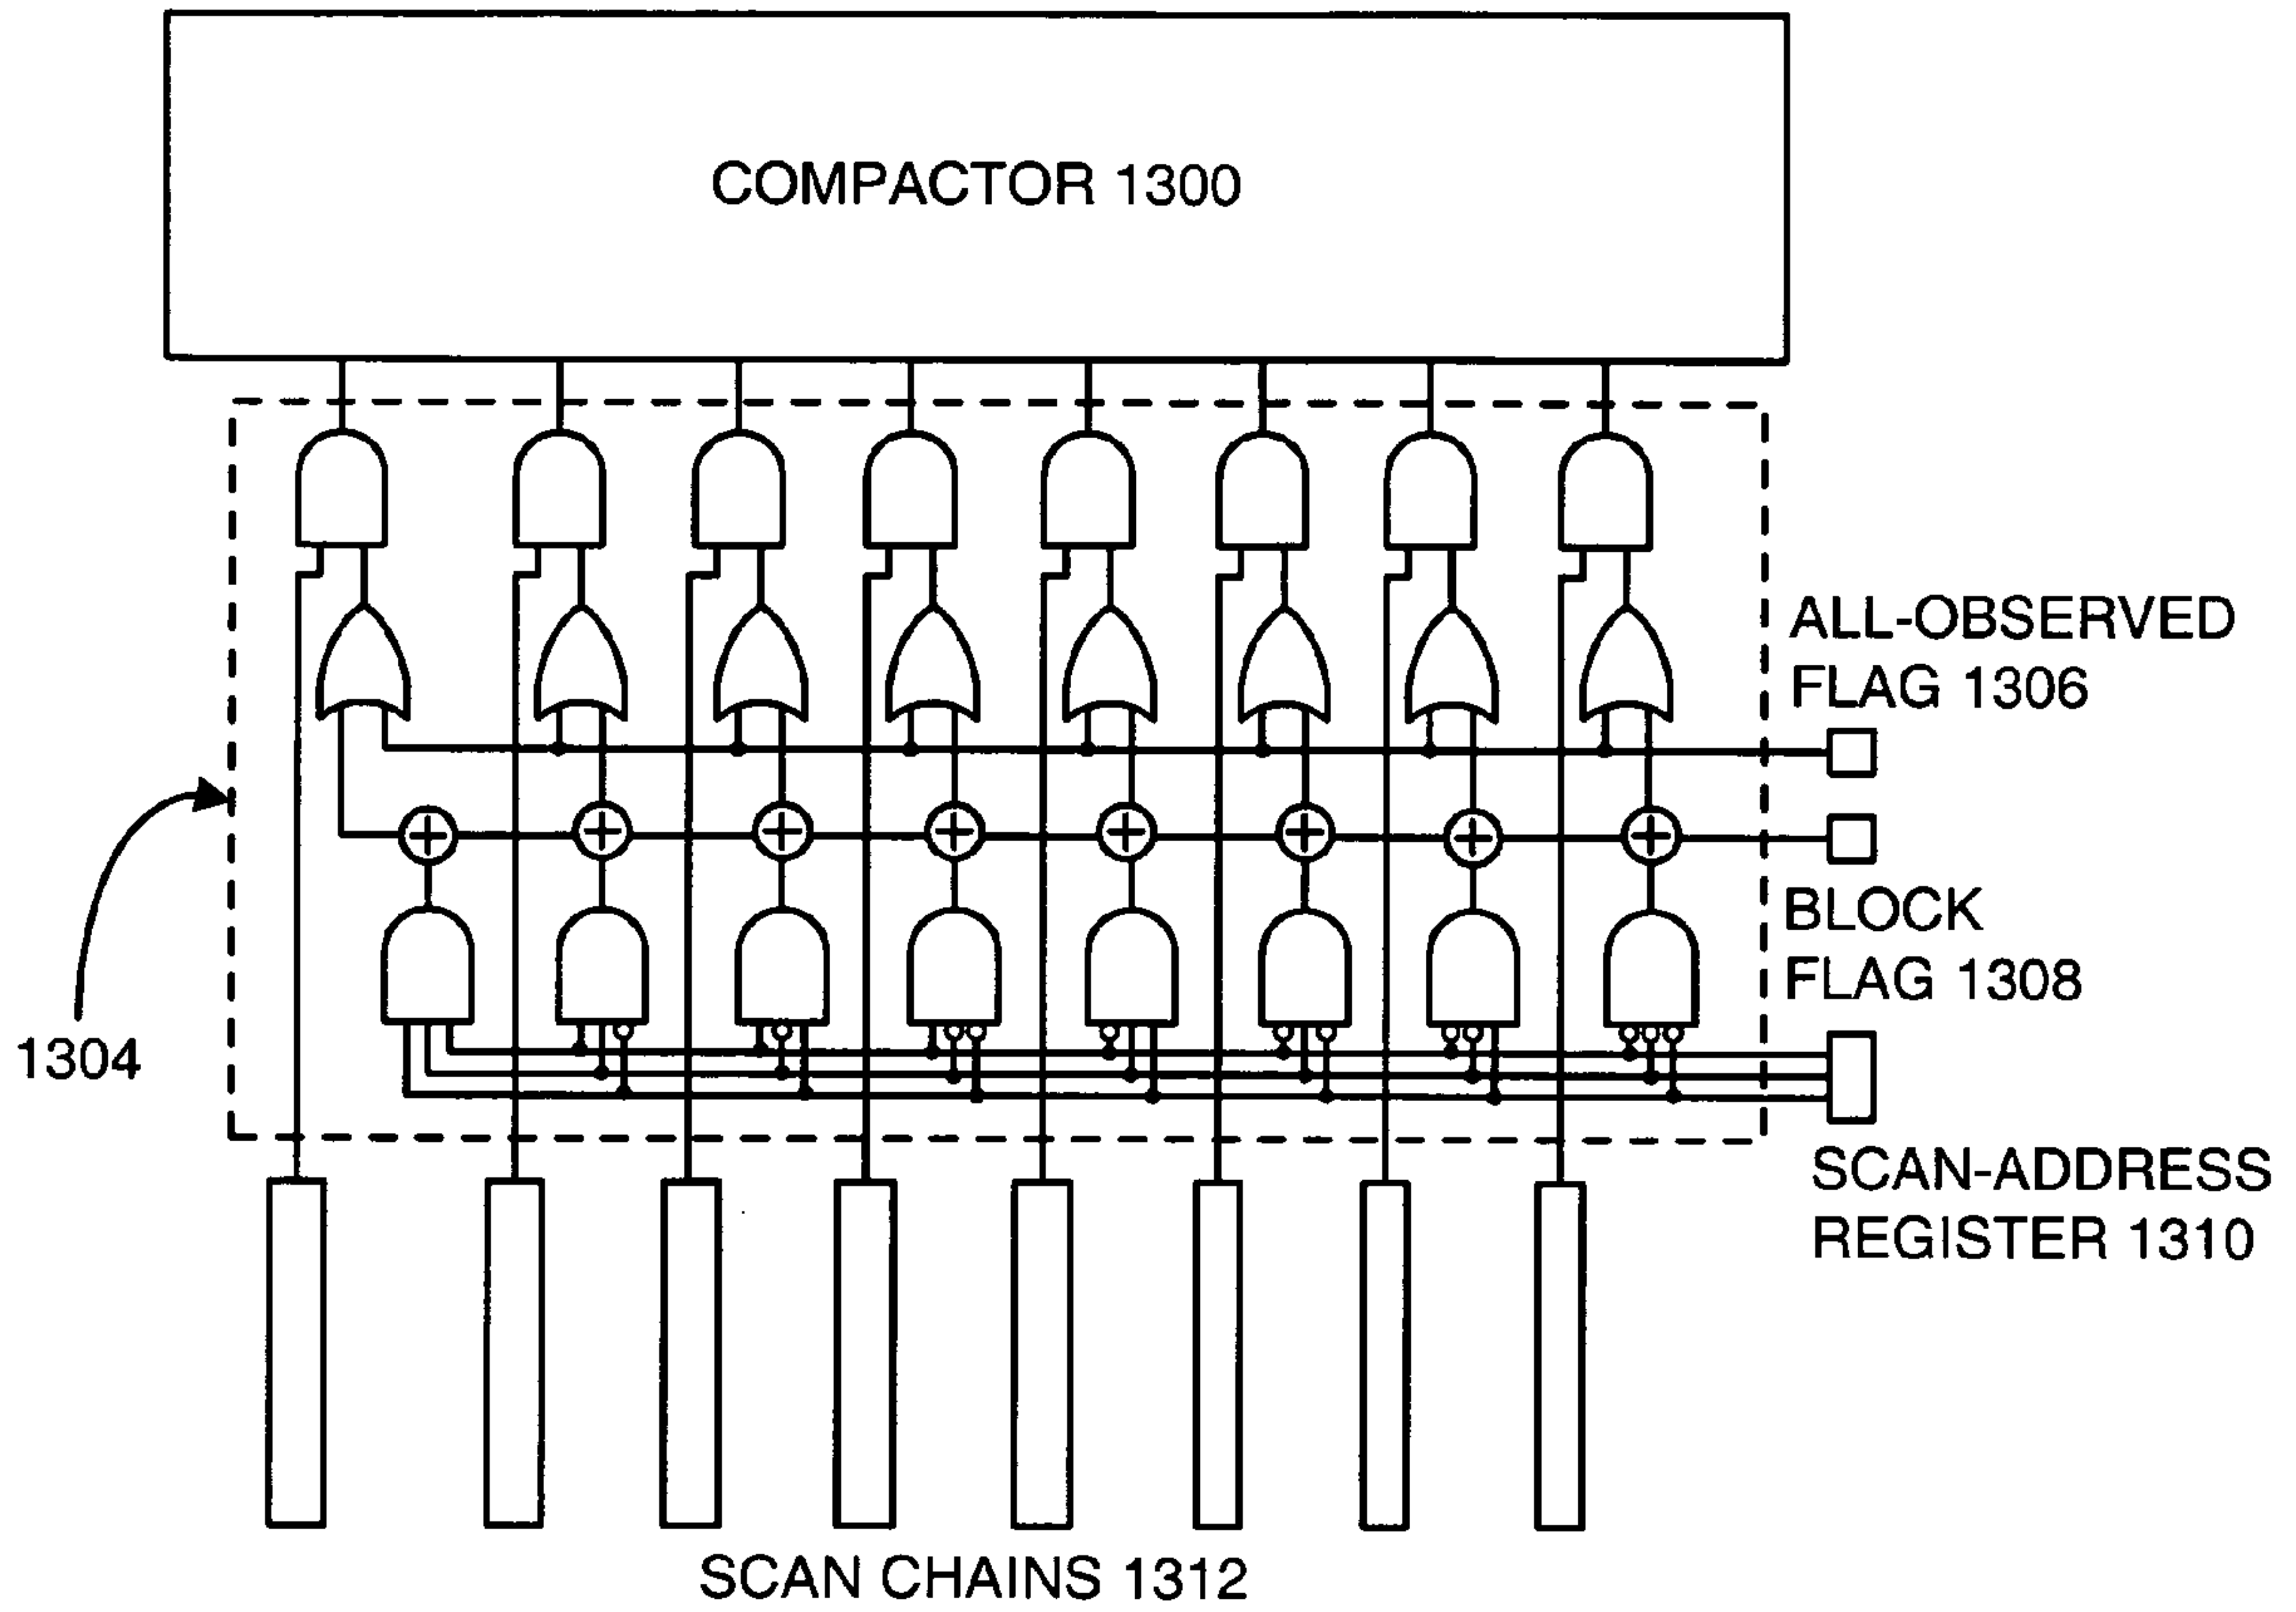 COMPACTOR 1300
ALL-OBSERVED
FLAG 1306
BLOCK
FLAG 1308
1304
SCAN-ADDRESS
REGISTER 1310
SCAN CHAINS 1312